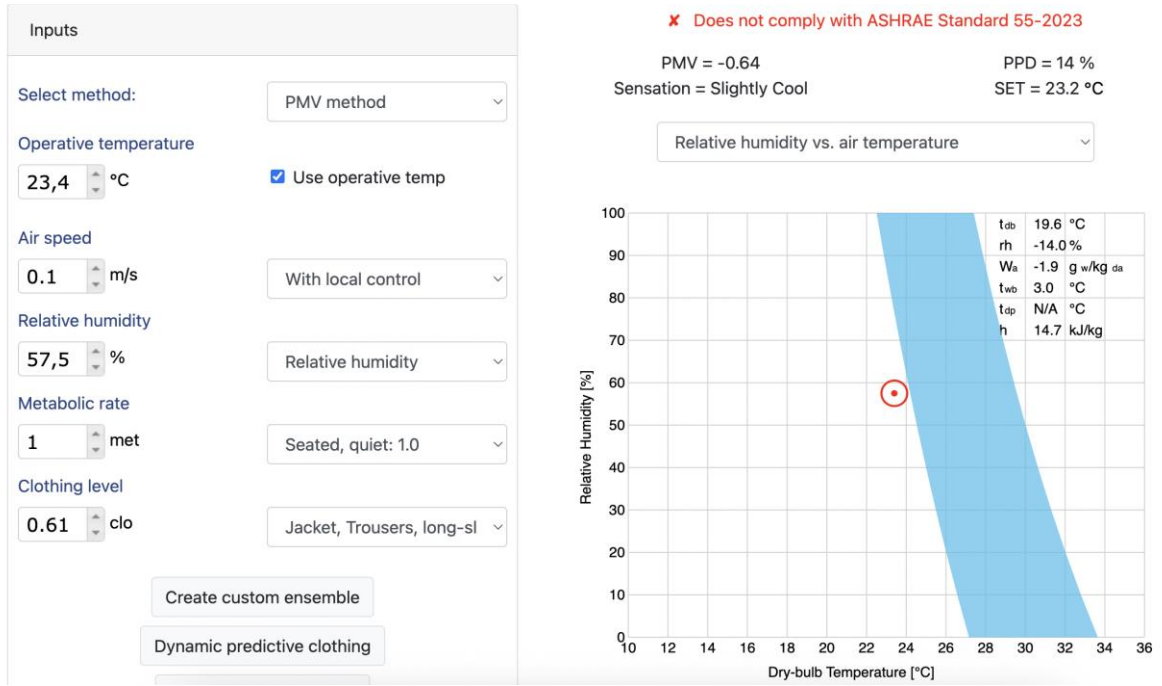 Inputs
Select method:
PMV method
Operative temperature
23,4 °C
Use operative temp
Air speed
0.1 m/s
With local control
Relative humidity
57,5 %
Relative humidity
Metabolic rate
1 met
Seated, quiet: 1.0
Clothing level
0.61 clo
Jacket, Trousers, long-sl
Create custom ensemble
Dynamic predictive clothing
✘ Does not comply with ASHRAE Standard 55-2023
PMV = -0.64
PPD = 14 %
Sensation = Slightly Cool
SET = 23.2 °C
Relative humidity vs. air temperature
tdb 19.6 °C
rh -14.0 %
Wa -1.9 g w/kg da
twb 3.0 °C
tdp N/A °C
h 14.7 kJ/kg
Relative Humidity [%]
100
90
80
70
60
50
40
30
20
10
0
10 12 14 16 18 20 22 24 26 28 30 32 34 36
Dry-bulb Temperature [°C]